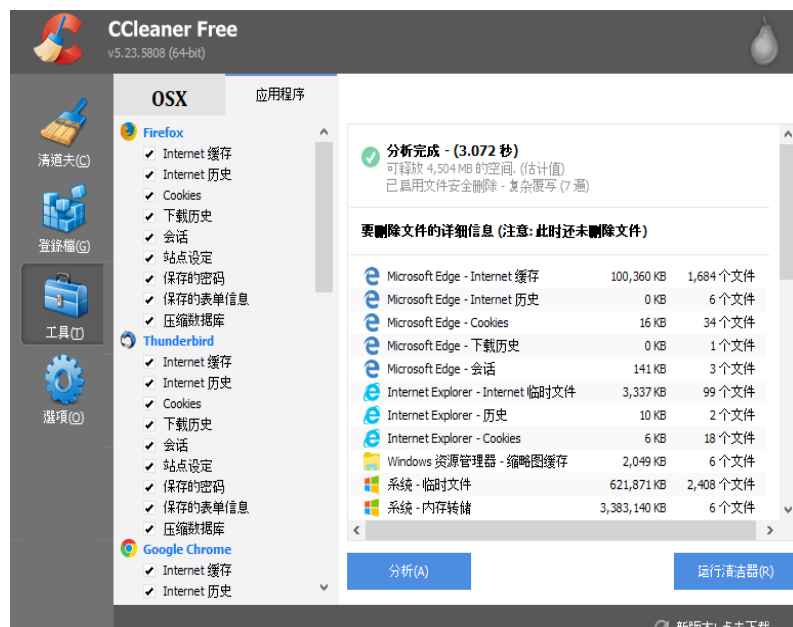 CCleaner Free
v5.23.5808 (64-bit)
清道夫(C)
登錄檔(G)
工具(T)
選項(O)
OSX
应用程序
Firefox
Internet 缓存
Internet 历史
Cookies
下载历史
会话
站点设定
保存的密码
保存的表单信息
压缩数据库
Thunderbird
Internet 缓存
Internet 历史
Cookies
下载历史
会话
站点设定
保存的密码
保存的表单信息
压缩数据库
Google Chrome
Internet 缓存
Internet 历史
分析完成 - (3.072 秒)
可释放 4,504 MB 的空间. (估计值)
已启用文件安全删除 - 复杂覆写 (7 遍)
要删除文件的详细信息 (注意: 此时还未删除文件)
Microsoft Edge - Internet 缓存 100,360 KB 1,684 个文件
Microsoft Edge - Internet 历史 0 KB 6 个文件
Microsoft Edge - Cookies 16 KB 34 个文件
Microsoft Edge - 下载历史 0 KB 1 个文件
Microsoft Edge - 会话 141 KB 3 个文件
Internet Explorer - Internet 临时文件 3,337 KB 99 个文件
Internet Explorer - 历史 10 KB 2 个文件
Internet Explorer - Cookies 6 KB 18 个文件
Windows 资源管理器 - 缩略图缓存 2,049 KB 6 个文件
系统 - 临时文件 621,871 KB 2,408 个文件
系统 - 内存转储 3,383,140 KB 6 个文件
分析(A)
运行清洁器(R)
新版本! 点击下载